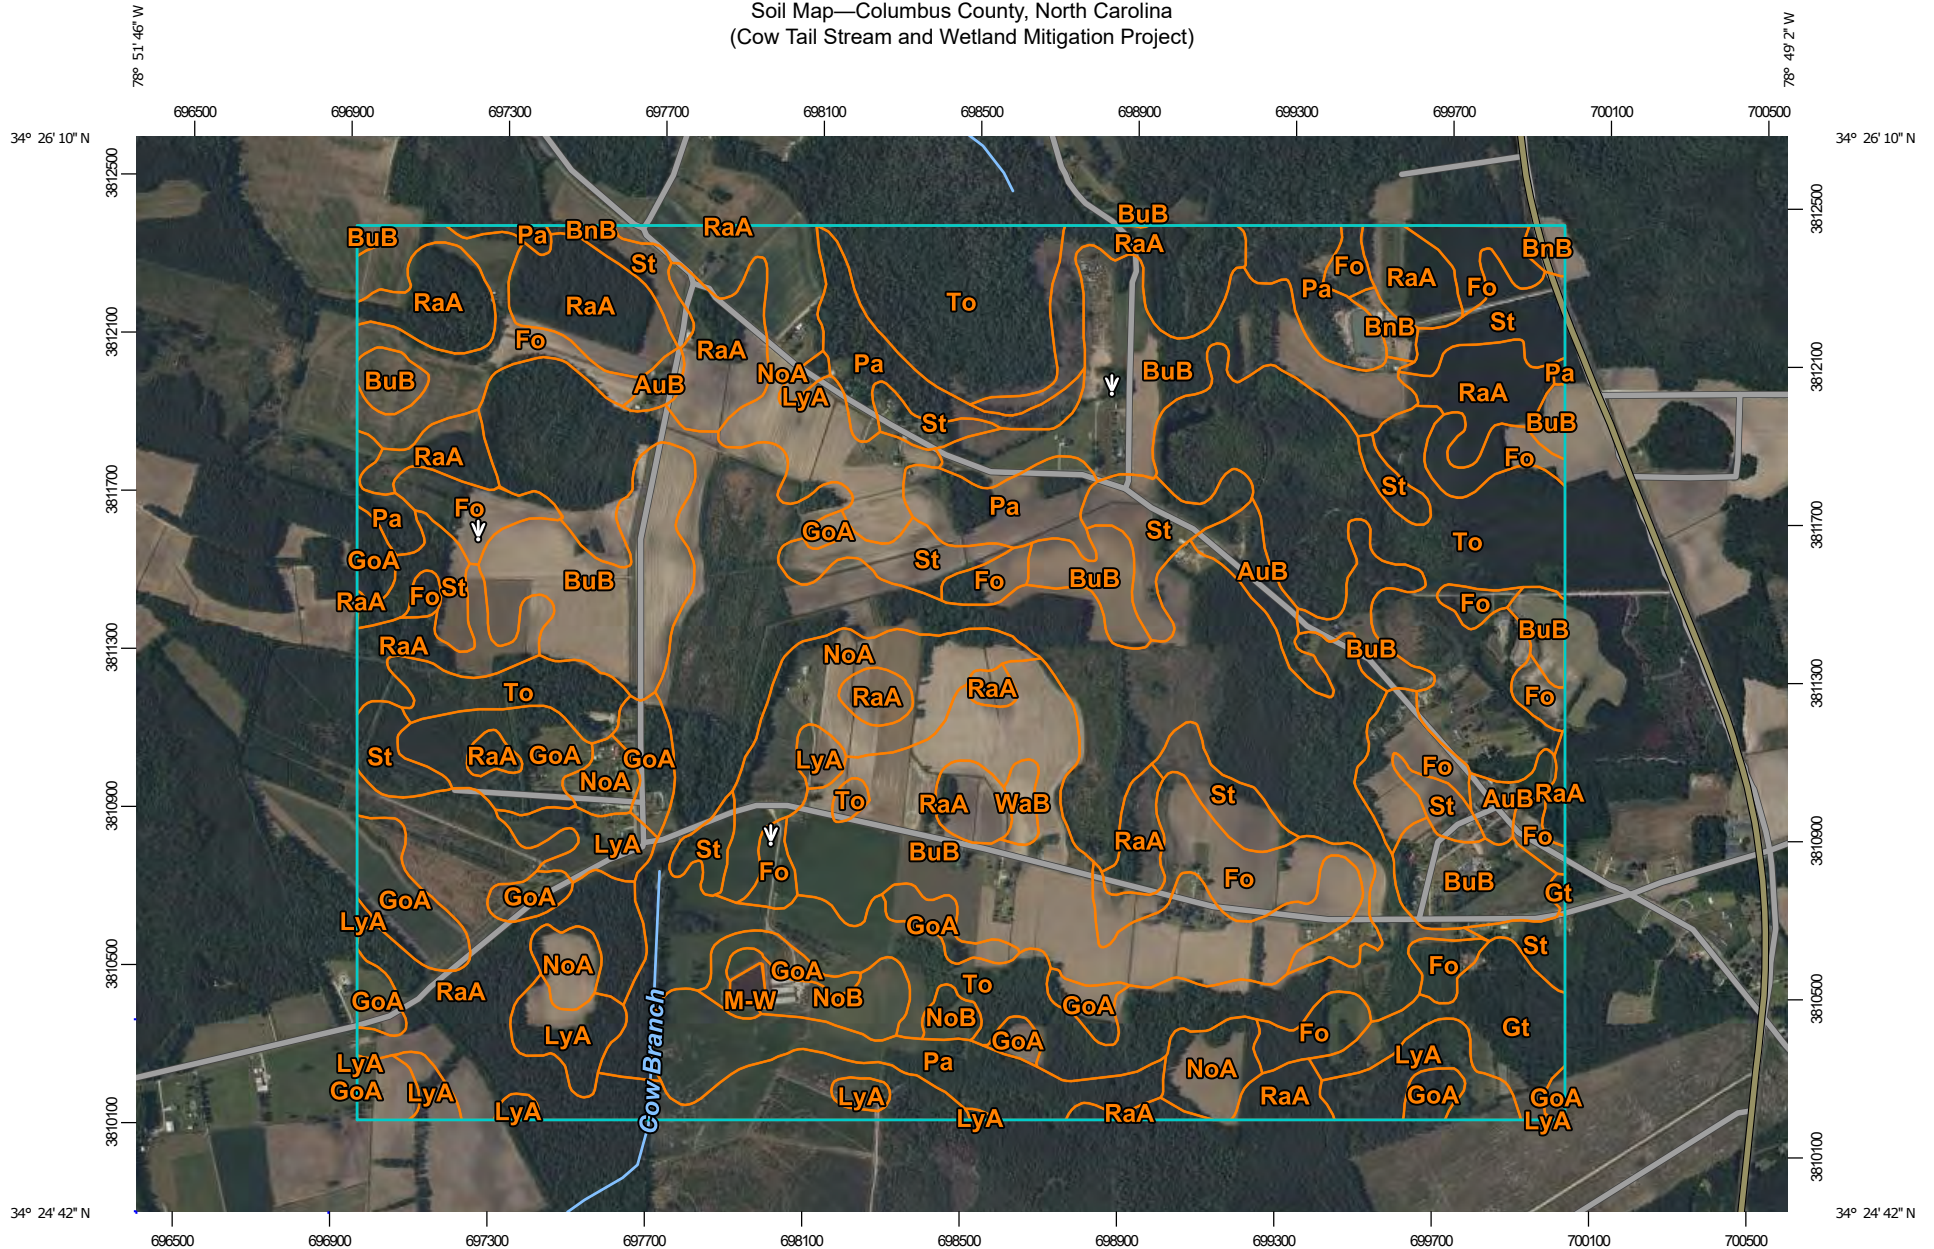 Soil Map—Columbus County, North Carolina
(Cow Tail Stream and Wetland Mitigation Project)
78° 51' 46" W
78° 49' 2" W
696500 696900 697300 697700 698100 698500 698900 699300 699700 700100 700500
34° 26' 10" N
34° 26' 10" N
3812500
3812500
3812100
3812100
3811700
3811700
3811300
3811300
3810900
3810900
3810500
3810500
3810100
3810100
BuB
BuB Pa BnB RaA RaA BnB
St Fo RaA Fo
RaA RaA To Pa
Fo RaA BnB St
BuB AuB NoA Pa BuB Pa
LyA RaA
St BuB
RaA Fo
Fo Pa St
Pa GoA St To
GoA St AuB
RaA Fo St BuB Fo BuB Fo
RaA NoA BuB BuB
To RaA RaA Fo
St RaA GoA GoA LyA Fo
NoA To RaA WaB St St AuB RaA
LyA St BuB RaA Fo
GoA GoA Fo Fo BuB Gt
LyA GoA St
NoA GoA Fo
GoA RaA M-W NoB To GoA
LyA NoB GoA Fo Gt
LyA Pa NoA LyA
GoA LyA LyA RaA GoA GoA
LyA LyA RaA LyA
Cow Branch
34° 24' 42" N
34° 24' 42" N
696500 696900 697300 697700 698100 698500 698900 699300 699700 700100 700500